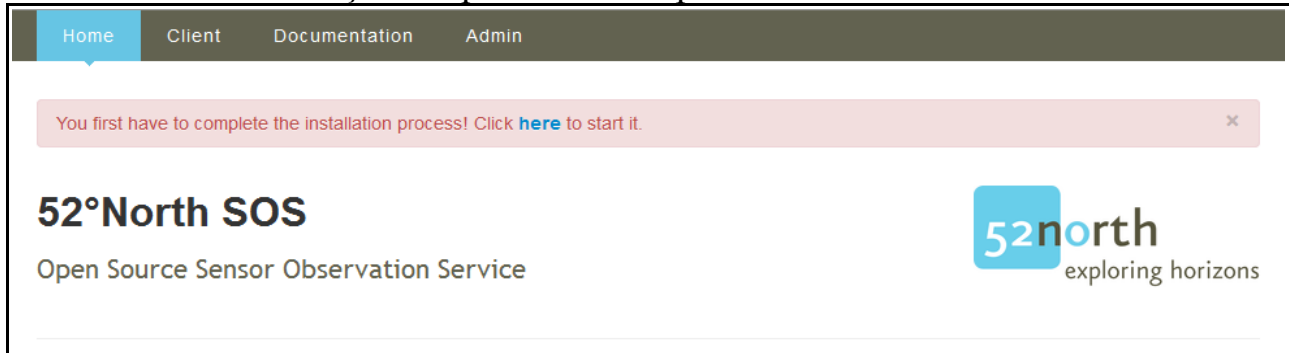 Home Client Documentation Admin
You first have to complete the installation process! Click here to start it. ×
52°North SOS
Open Source Sensor Observation Service
52north
exploring horizons